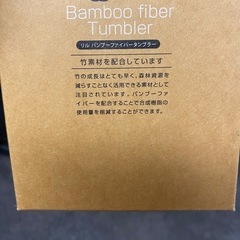 Bamboo fiber
Tumbler
リル バンブーファイバータンブラー
竹素材を配合しています
竹の成長はとても早く、森林資源を
減らすことなく活用できる素材として
注目されています。バンブーファ
イバーを配合することで合成樹脂の
使用量を削減することができます。